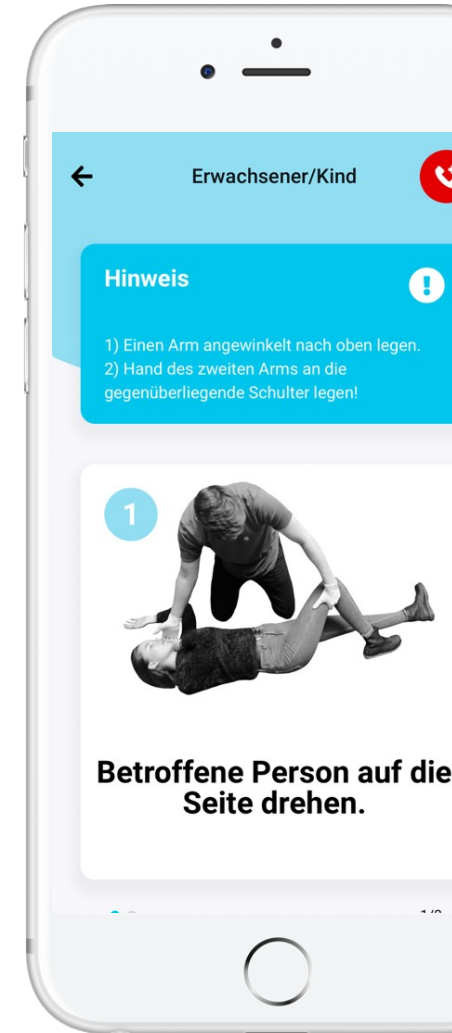 Erwachsener/Kind
Hinweis
1) Einen Arm angewinkelt nach oben legen.
2) Hand des zweiten Arms an die
gegenüberliegende Schulter legen!
1
Betroffene Person auf die
Seite drehen.